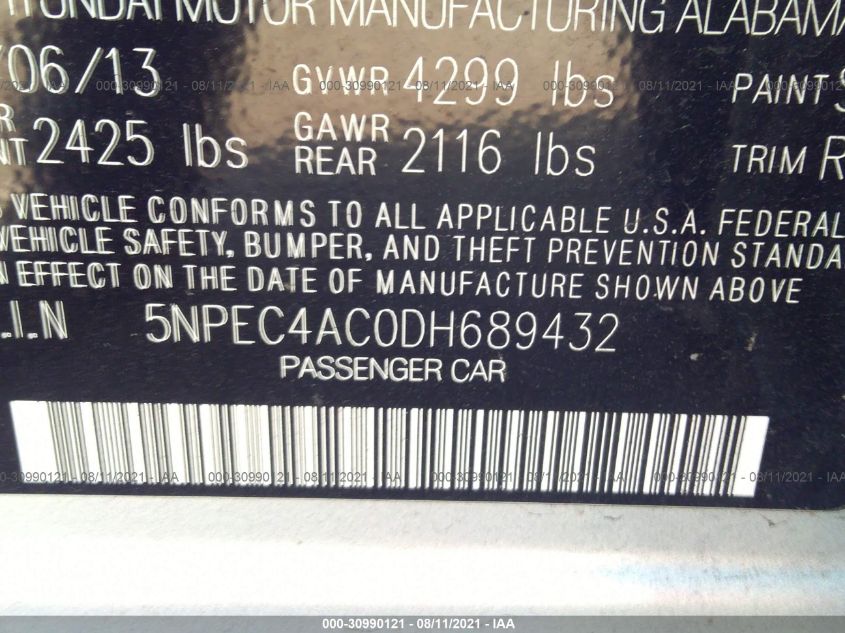 HYUNDAI MOTOR MANUFACTURING ALABAMA
/06/13 GVWR 4299 lbs PAINT S
R NT 2425 lbs GAWR REAR 2116 lbs TRIM R
S VEHICLE CONFORMS TO ALL APPLICABLE U.S.A. FEDERAL
VEHICLE SAFETY, BUMPER, AND THEFT PREVENTION STANDA
N EFFECT ON THE DATE OF MANUFACTURE SHOWN ABOVE
.I.N 5NPEC4AC0DH689432
PASSENGER CAR
000-30990121 - 08/11/2021 - IAA